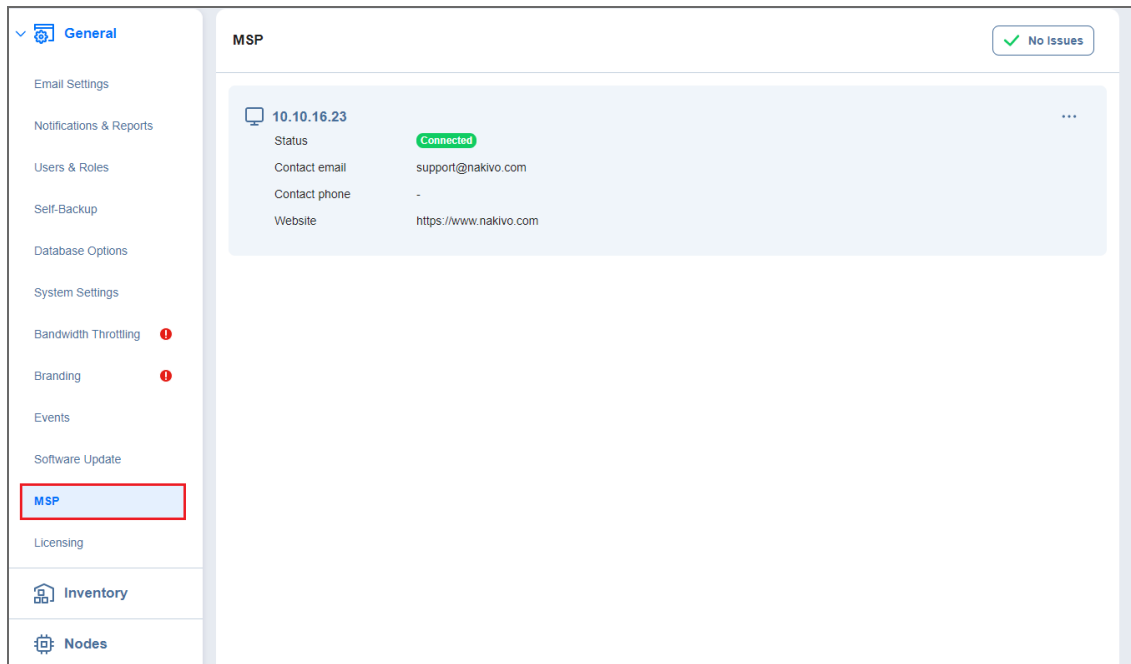 General
Email Settings
Notifications & Reports
Users & Roles
Self-Backup
Database Options
System Settings
Bandwidth Throttling
Branding
Events
Software Update
MSP
Licensing
Inventory
Nodes
MSP
No Issues
10.10.16.23
Status Connected
Contact email support@nakivo.com
Contact phone -
Website https://www.nakivo.com